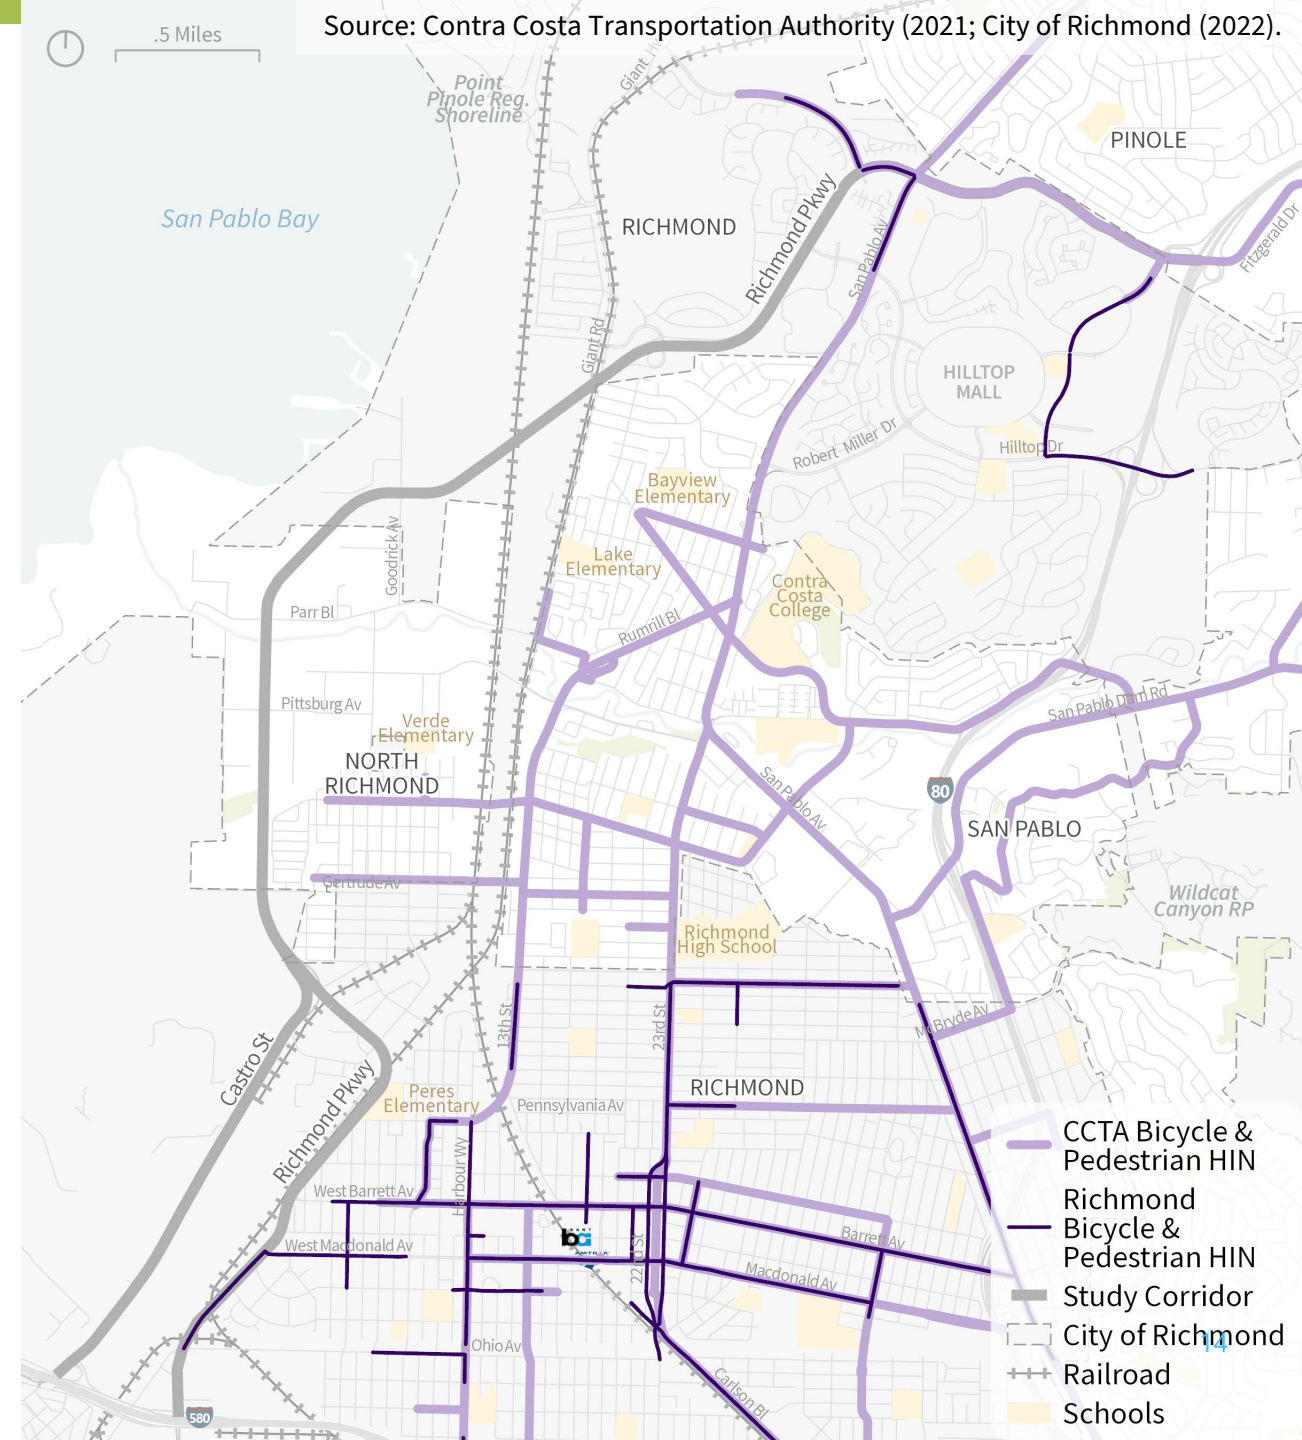 Source: Contra Costa Transportation Authority (2021; City of Richmond (2022).
.5 Miles
Point
Pinole Reg.
Shoreline
Giant
PINOLE
San Pablo Bay
RICHMOND
Richmond Pkwy
San Pablo Av
Fitzgerald Dr
Giant Rd
HILLTOP
MALL
Robert Miller Dr
Hilltop Dr
Bayview
Elementary
Goodrick Av
Lake
Elementary
Contra
Costa
College
Parr Bl
Rumrill Bl
Pittsburg Av
San Pablo Dam Rd
Verde
Elementary
NORTH
RICHMOND
San Pablo Av
80
SAN PABLO
Gertrude Av
Wildcat
Canyon RP
Richmond
High School
13th St
23rd St
McBryde Av
Castro St
Richmond Pkwy
RICHMOND
Peres
Elementary
Pennsylvania Av
Harbour Wy
West Barrett Av
Barrett Av
West Macdonald Av
22nd St
Macdonald Av
ba
AMTRAK
Ohio Av
Carlson Bl
580
CCTA Bicycle &
Pedestrian HIN
Richmond
Bicycle &
Pedestrian HIN
Study Corridor
City of Richmond
14
Railroad
Schools